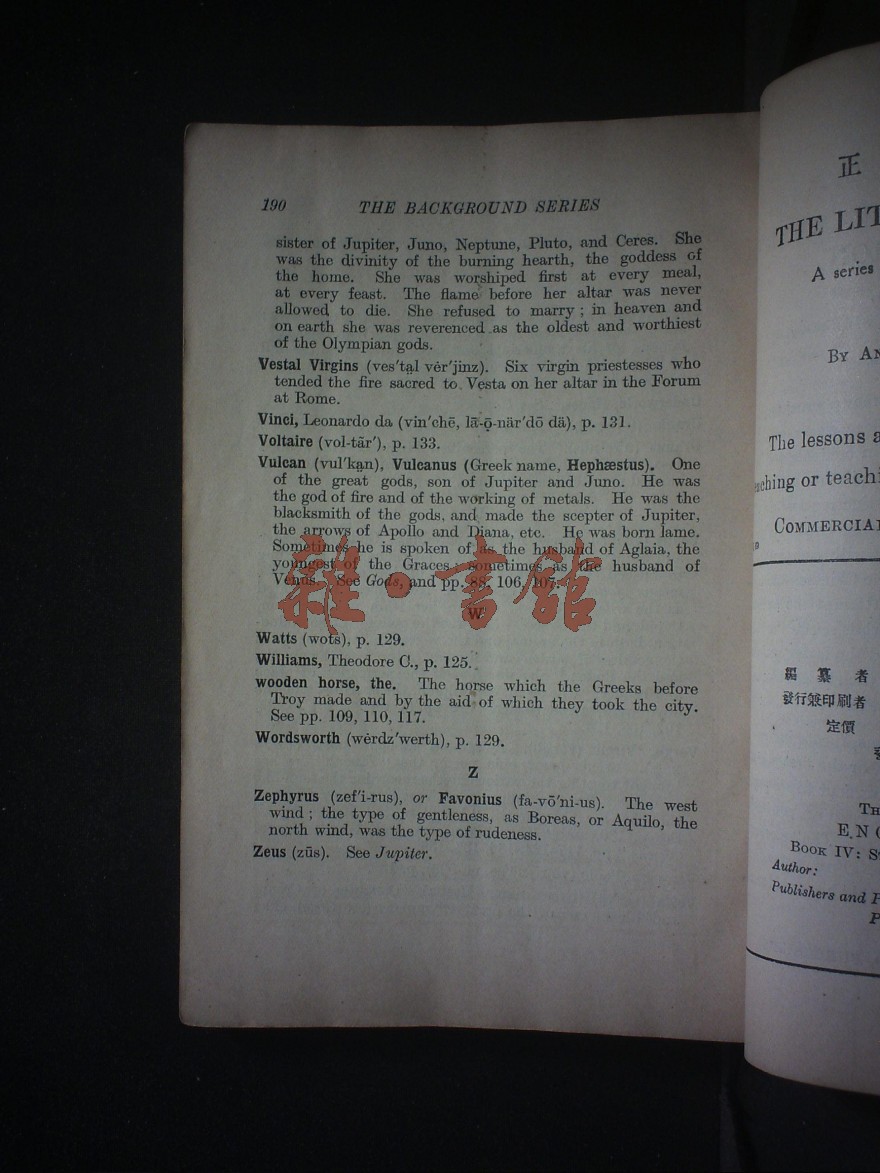 190 THE BACKGROUND SERIES
sister of Jupiter, Juno, Neptune, Pluto, and Ceres. She
was the divinity of the burning hearth, the goddess of
the home. She was worshiped first at every meal,
at every feast. The flame before her altar was never
allowed to die. She refused to marry; in heaven and
on earth she was reverenced as the oldest and worthiest
of the Olympian gods.
Vestal Virgins (ves′ta̤l vẽr′jinz). Six virgin priestesses who
tended the fire sacred to Vesta on her altar in the Forum
at Rome.
Vinci, Leonardo da (vin′chē, lā-ō̤-när′dō dä), p. 131.
Voltaire (vol-tãr′), p. 133.
Vulcan (vul′ka̤n), Vulcanus (Greek name, Hephæstus). One
of the great gods, son of Jupiter and Juno. He was
the god of fire and of the working of metals. He was the
blacksmith of the gods, and made the scepter of Jupiter,
the arrows of Apollo and Diana, etc. He was born lame.
Sometimes he is spoken of as the husband of Aglaia, the
youngest of the Graces, sometimes as the husband of
Venus. See Gods, and pp. 88, 106, 107.
雜·書館
W
Watts (wots), p. 129.
Williams, Theodore C., p. 125.
wooden horse, the. The horse which the Greeks before
Troy made and by the aid of which they took the city.
See pp. 109, 110, 117.
Wordsworth (wẽrdz′werth), p. 129.
Z
Zephyrus (zef′i-rus), or Favonius (fa-vō′ni-us). The west
wind; the type of gentleness, as Boreas, or Aquilo, the
north wind, was the type of rudeness.
Zeus (zūs). See Jupiter.
正
THE LIT
A series
BY AN
The lessons a
ching or teachi
COMMERCIAL
編纂者
發行兼印刷者
定價
TH
E. N
BOOK IV: S
Author:
Publishers and P
P